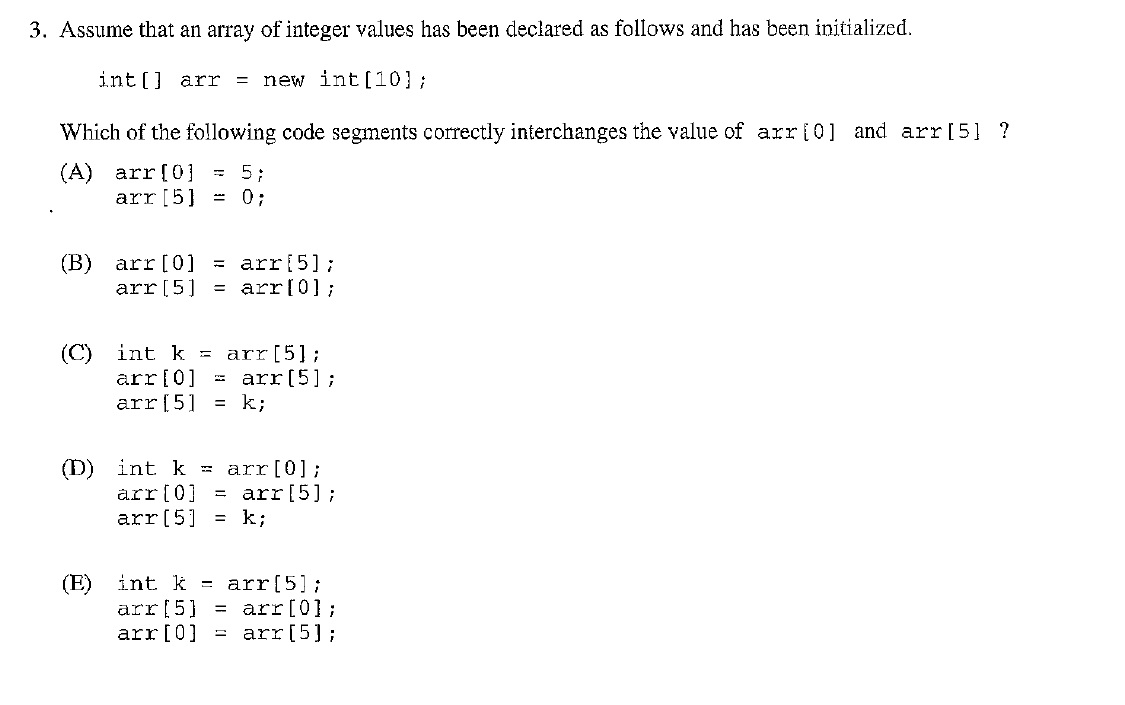 3. Assume that an array of integer values has been declared as follows and has been initialized.
int[] arr = new int[10];
Which of the following code segments correctly interchanges the value of arr[0] and arr[5] ?
(A) arr[0] = 5;
arr[5] = 0;
(B) arr[0] = arr[5];
arr[5] = arr[0];
(C) int k = arr[5];
arr[0] = arr[5];
arr[5] = k;
(D) int k = arr[0];
arr[0] = arr[5];
arr[5] = k;
(E) int k = arr[5];
arr[5] = arr[0];
arr[0] = arr[5];